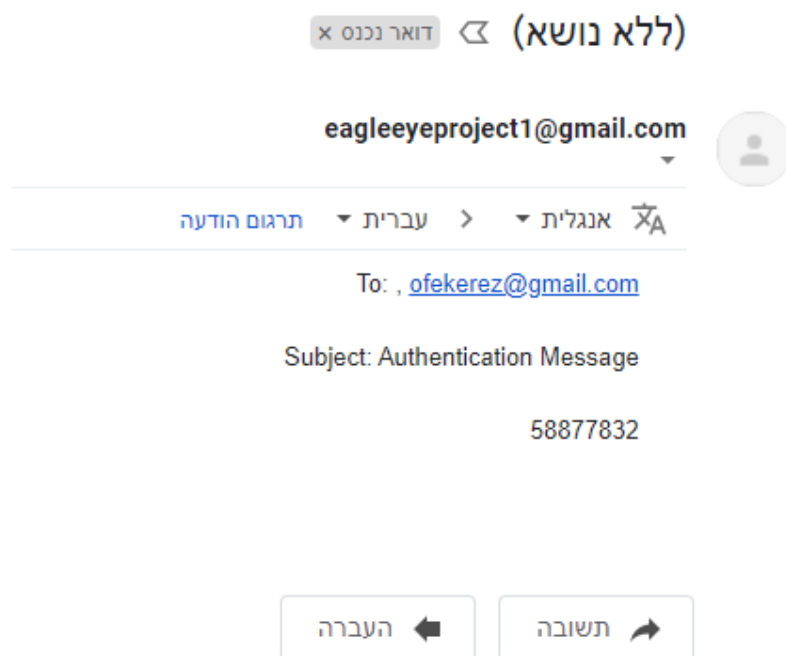 (ללא נושא) דואר נכנס ×
eagleeyeproject1@gmail.com
אנגלית > עברית תרגום הודעה
To: , ofekerez@gmail.com
Subject: Authentication Message
58877832
תשובה העברה